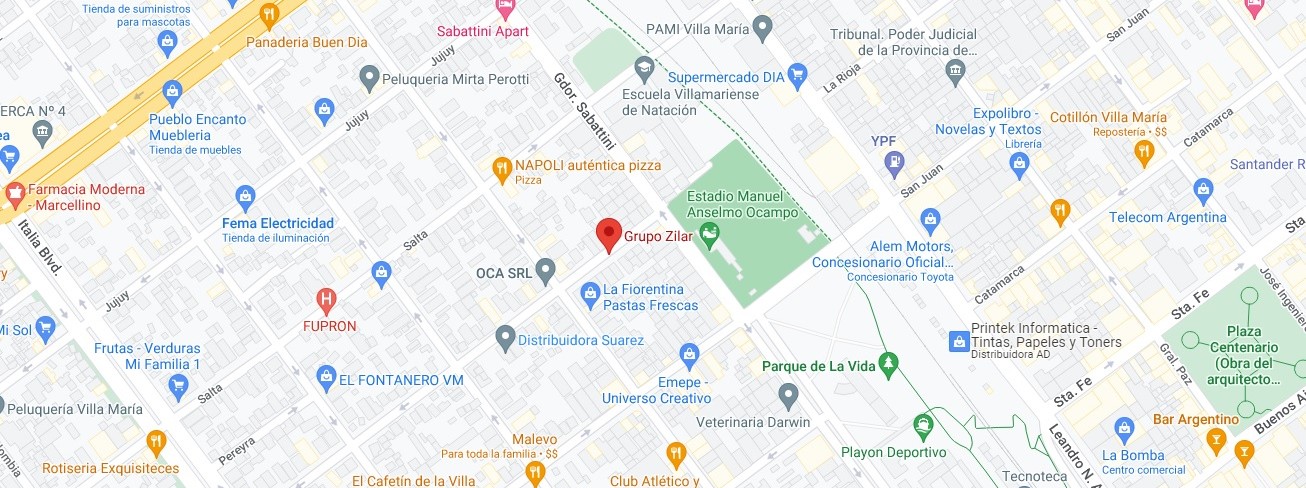 Tienda de suministros
para mascotas
Panaderia Buen Dia
Sabattini Apart
PAMI Villa María
Tribunal. Poder Judicial
de la Provincia de...
San Juan
Jujuy
Peluqueria Mirta Perotti
Gdor. Sabattini
Supermercado DIA
La Rioja
Escuela Villamariense
de Natación
ERCA Nº 4
Pueblo Encanto
Muebleria
Tienda de muebles
Jujuy
Expolibro -
Novelas y Textos
Librería
Cotillón Villa María
Repostería • $$
Catamarca
YPF
NAPOLI auténtica pizza
Pizza
Santander R
San Juan
Farmacia Moderna
- Marcellino
Estadio Manuel
Anselmo Ocampo
Fema Electricidad
Tienda de iluminación
Telecom Argentina
Sta.
Italia Blvd.
Salta
Grupo Zilar
Alem Motors,
Concesionario Oficial...
Concesionario Toyota
OCA SRL
José Ingenier
Catamarca
Jujuy
H
FUPRON
La Fiorentina
Pastas Frescas
Sta. Fe
Mi Sol
Frutas - Verduras
Mi Familia 1
Distribuidora Suarez
Printek Informatica -
Tintas, Papeles y Toners
Distribuidora AD
Plaza
Centenario
(Obra del
arquitecto...
Gral. Paz
Salta
EL FONTANERO VM
Emepe -
Universo Creativo
Parque de La Vida
Sta. Fe
Peluquería Villa María
Veterinaria Darwin
Bar Argentino
Buenos Ai
Pereyra
Malevo
Para toda la familia • $$
Playon Deportivo
Leandro N. A
La Bomba
Centro comercial
ombia
Rotiseria Exquisiteces
El Cafetín de la Villa
Club Atlético y
Tecnoteca